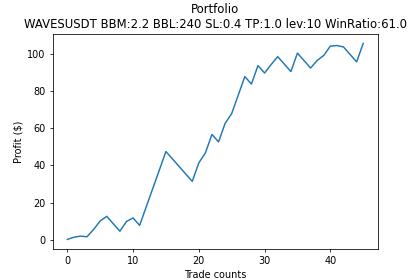 Portfolio
WAVESUSDT BBM:2.2 BBL:240 SL:0.4 TP:1.0 lev:10 WinRatio:61.0
Profit ($)
100
80
60
40
20
0
0 10 20 30 40
Trade counts